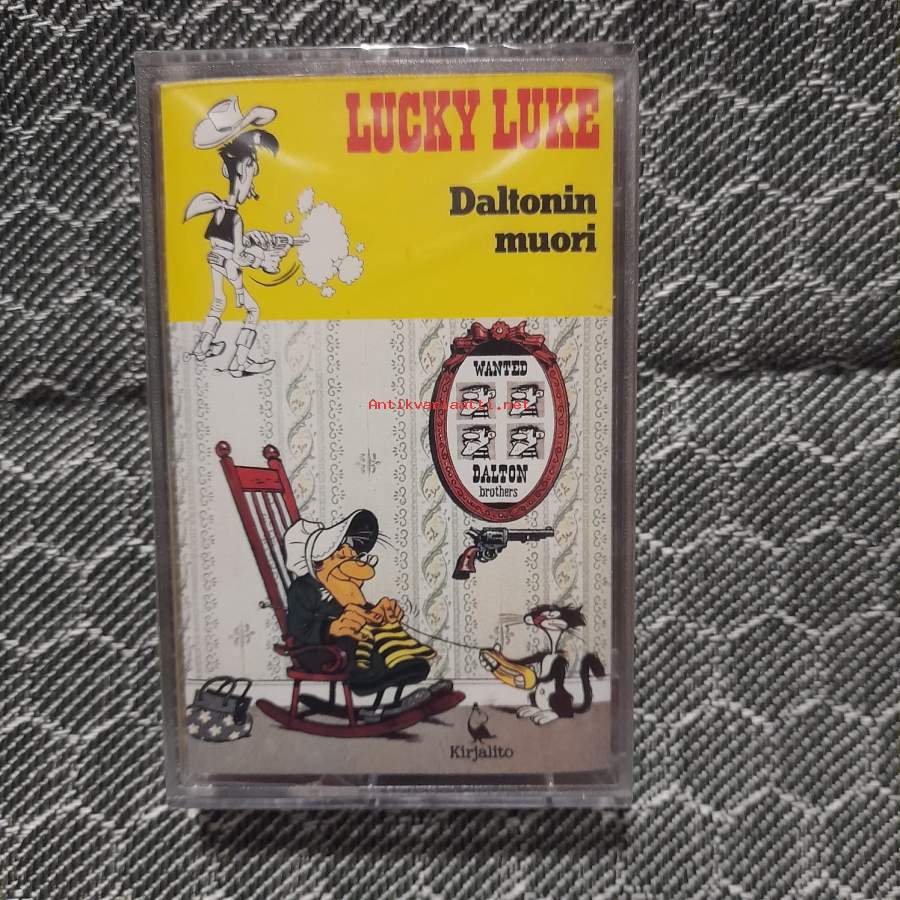 LUCKY LUKE
Daltonin
muori
WANTED
Antikvariaatti.net
DALTON
brothers
Kirjalito